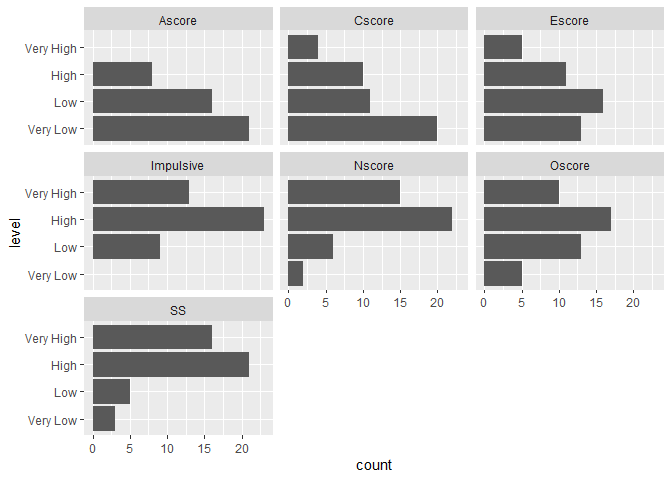 Ascore Cscore Escore
Very High
High
Low
Very Low
Impulsive Nscore Oscore
Very High
High
Low
Very Low
level
0 5 10 15 20 0 5 10 15 20
SS
Very High
High
Low
Very Low
0 5 10 15 20
count